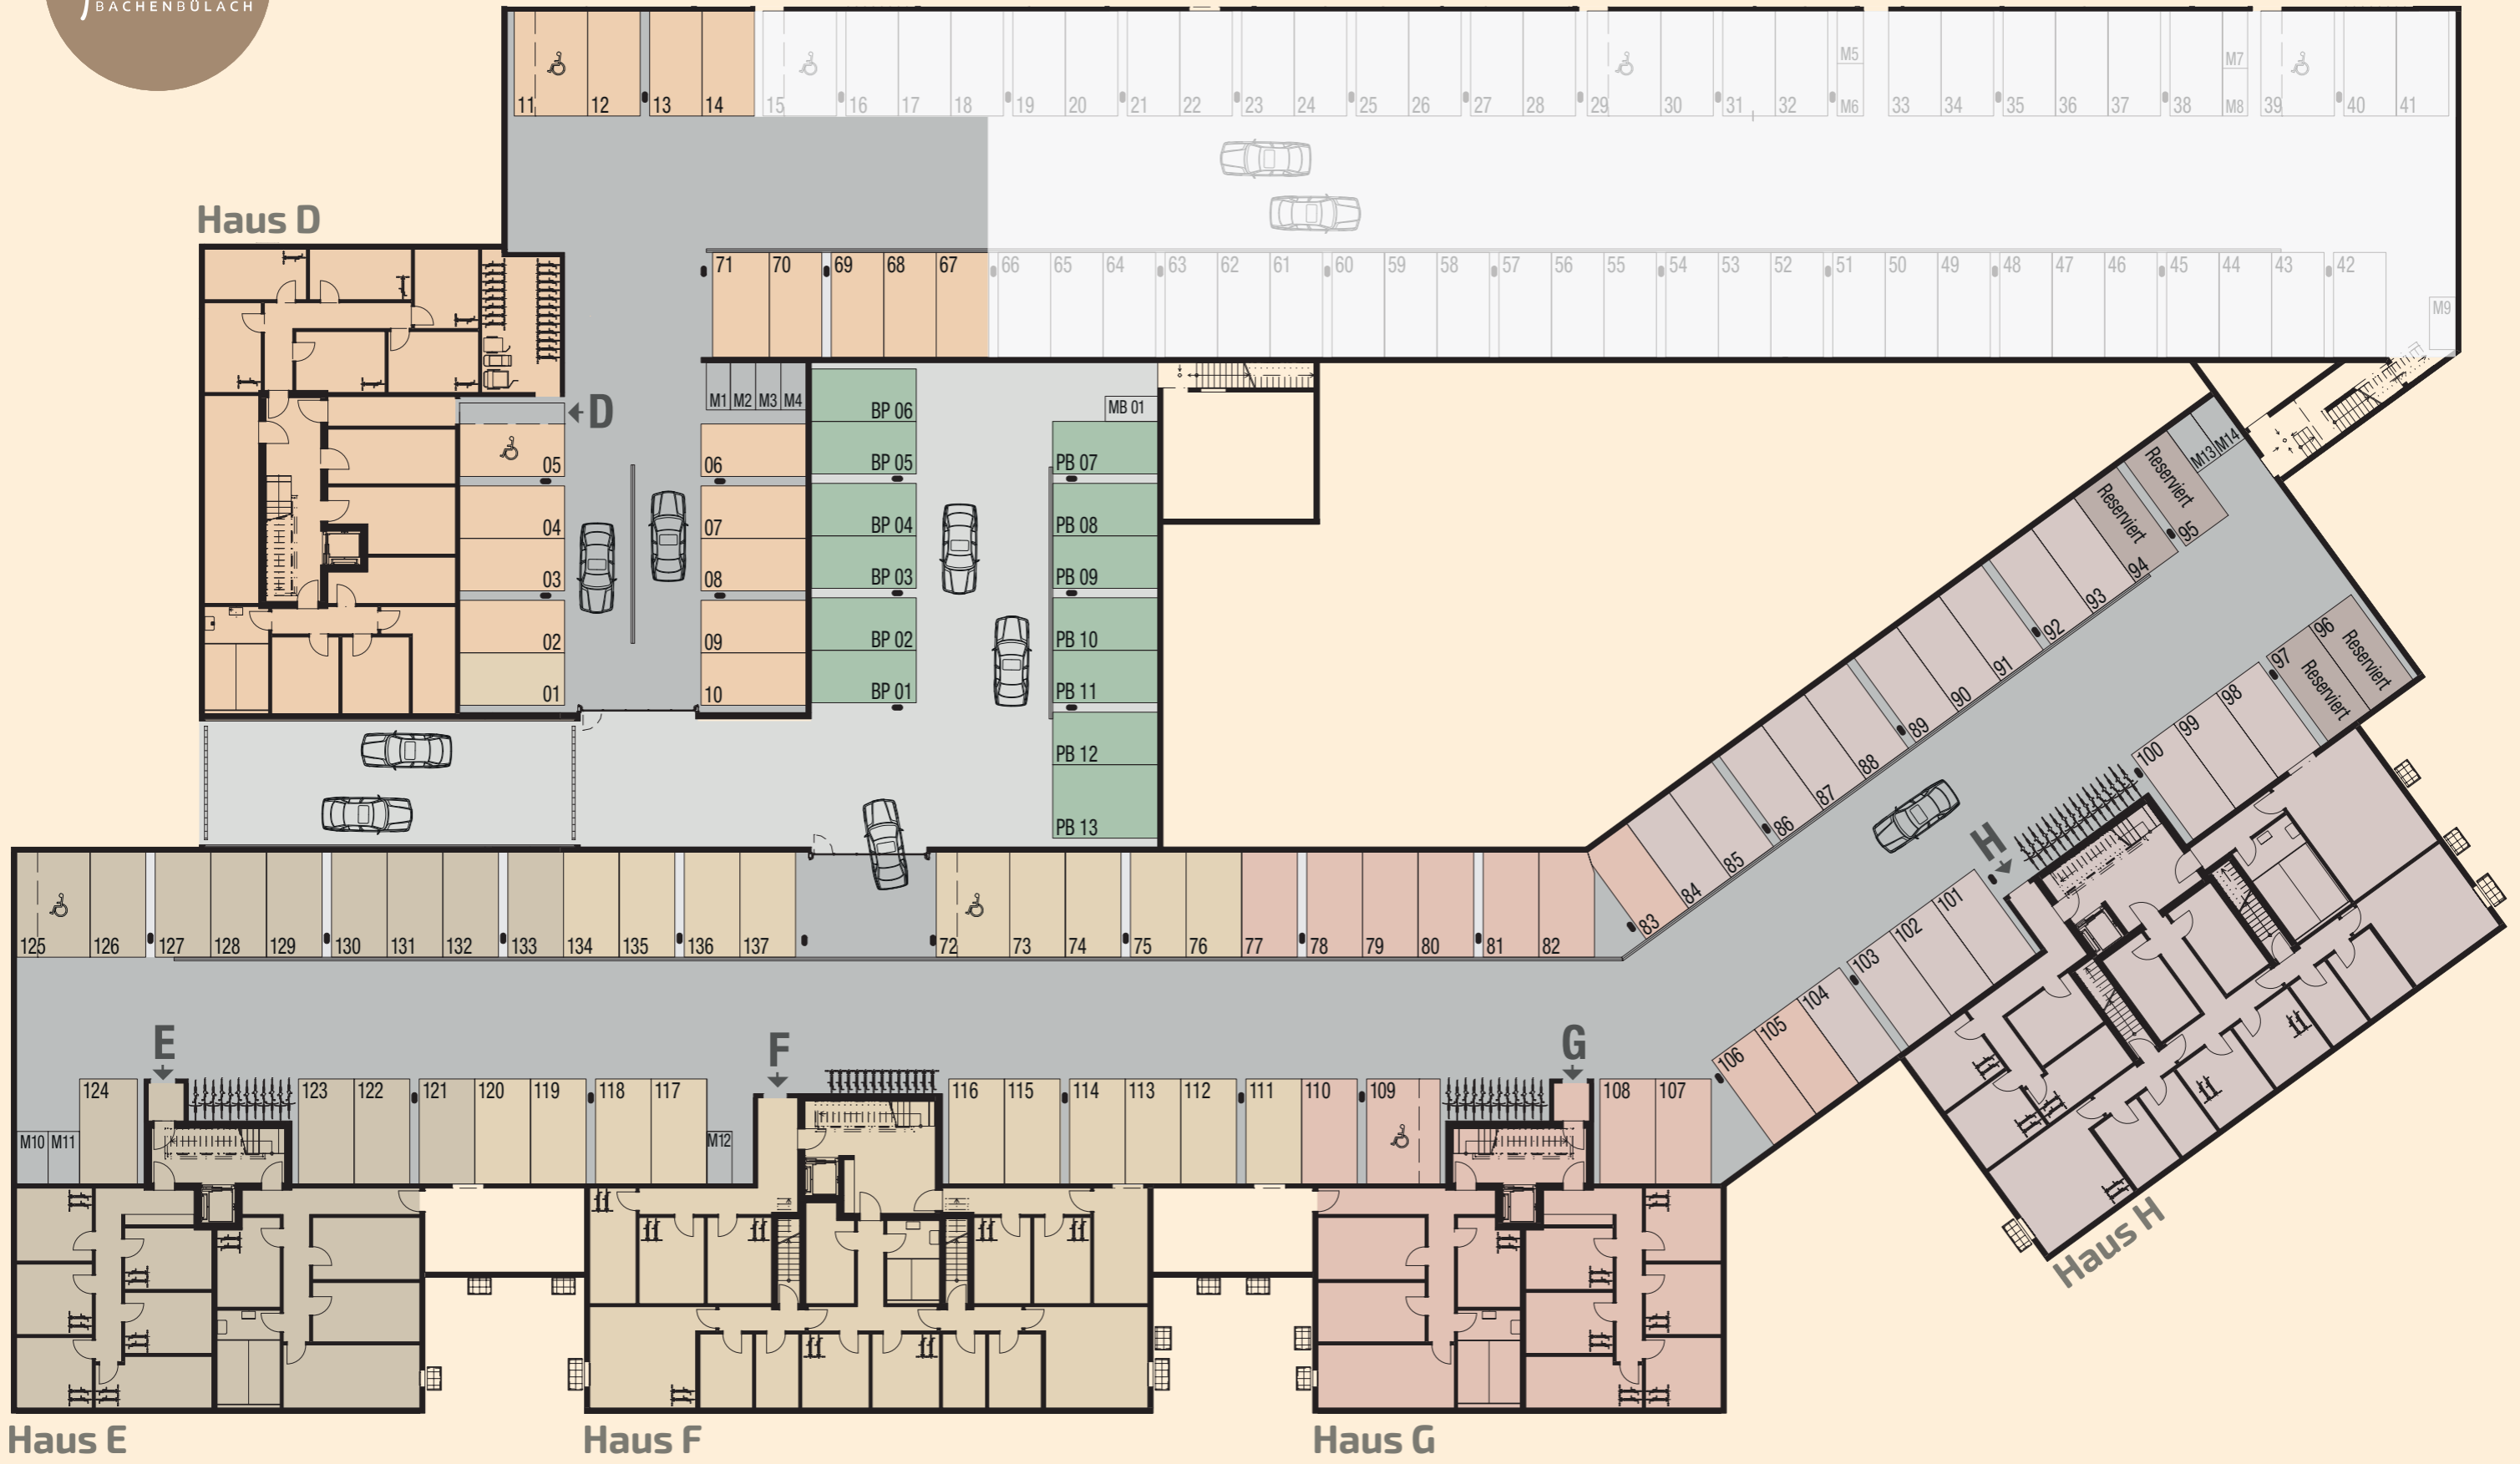 BACHENBÜLACH
11 12 13 14 15 16 17 18 19 20 21 22 23 24 25 26 27 28 29 30 31 32 M5 M6 33 34 35 36 37 38 M7 M8 39 40 41
Haus D
71 70 69 68 67 66 65 64 63 62 61 60 59 58 57 56 55 54 53 52 51 50 49 48 47 46 45 44 43 42
M9
M1 M2 M3 M4
D
05
04
03
02
01
06
07
08
09
10
BP 06
BP 05
BP 04
BP 03
BP 02
BP 01
MB 01
PB 07
PB 08
PB 09
PB 10
PB 11
PB 12
PB 13
M13 M14
Reserviert
95
Reserviert
94
93
92
91
90
89
88
87
86
85
84
83
96
Reserviert
97
Reserviert
98
99
100
H
101
102
103
104
105
106
125 126 127 128 129 130 131 132 133 134 135 136 137 72 73 74 75 76 77 78 79 80 81 82
E
F
G
124 123 122 121 120 119 118 117 116 115 114 113 112 111 110 109 108 107
M10 M11
M12
Haus H
Haus E
Haus F
Haus G